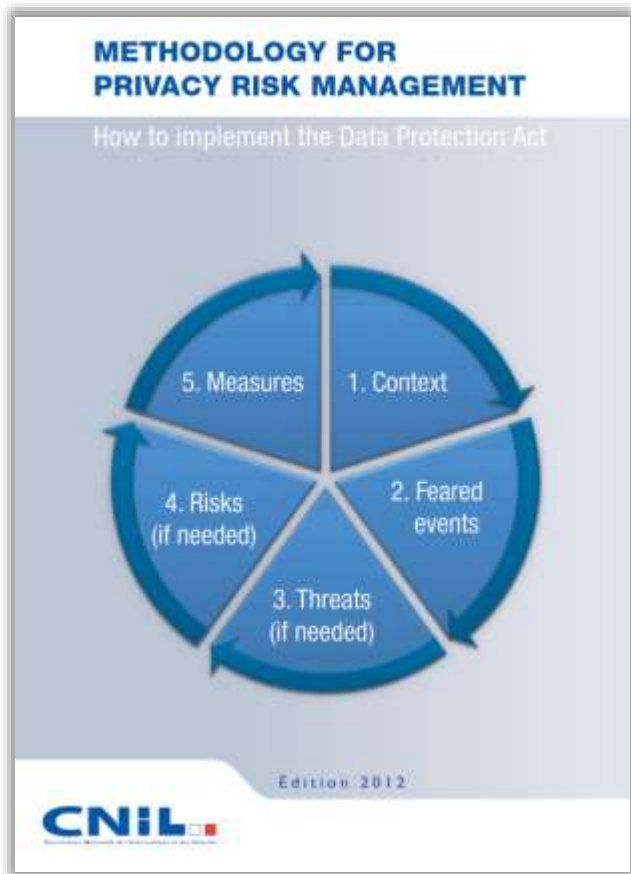 METHODOLOGY FOR
PRIVACY RISK MANAGEMENT
How to implement the Data Protection Act
5. Measures
1. Context
4. Risks
(if needed)
2. Feared
events
3. Threats
(if needed)
Édition 2012
CNIL